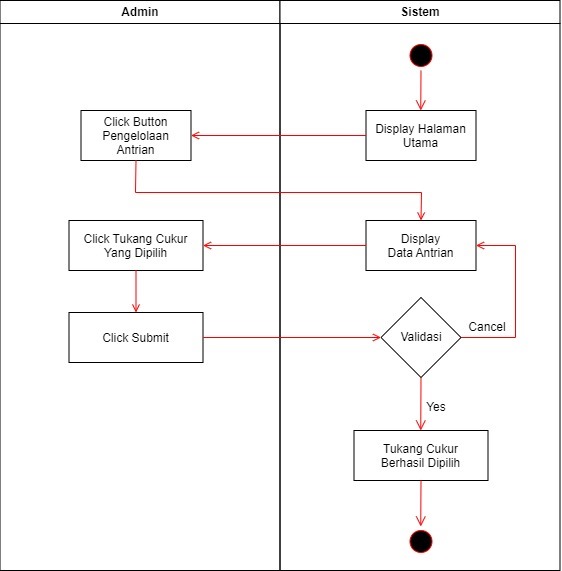 Admin
Sistem
Display Halaman
Utama
Click Button
Pengelolaan
Antrian
Display
Data Antrian
Click Tukang Cukur
Yang Dipilih
Click Submit
Validasi
Cancel
Yes
Tukang Cukur
Berhasil Dipilih